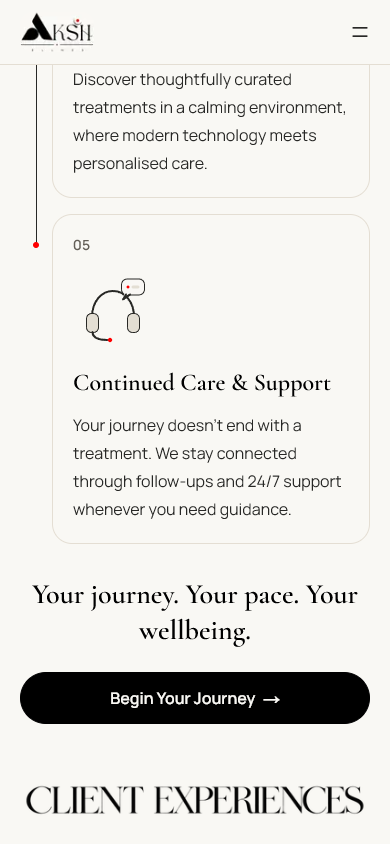 AKSH
Discover thoughtfully curated
treatments in a calming environment,
where modern technology meets
personalised care.
05
Continued Care & Support
Your journey doesn't end with a
treatment. We stay connected
through follow-ups and 24/7 support
whenever you need guidance.
Your journey. Your pace. Your
wellbeing.
Begin Your Journey →
CLIENT EXPERIENCES